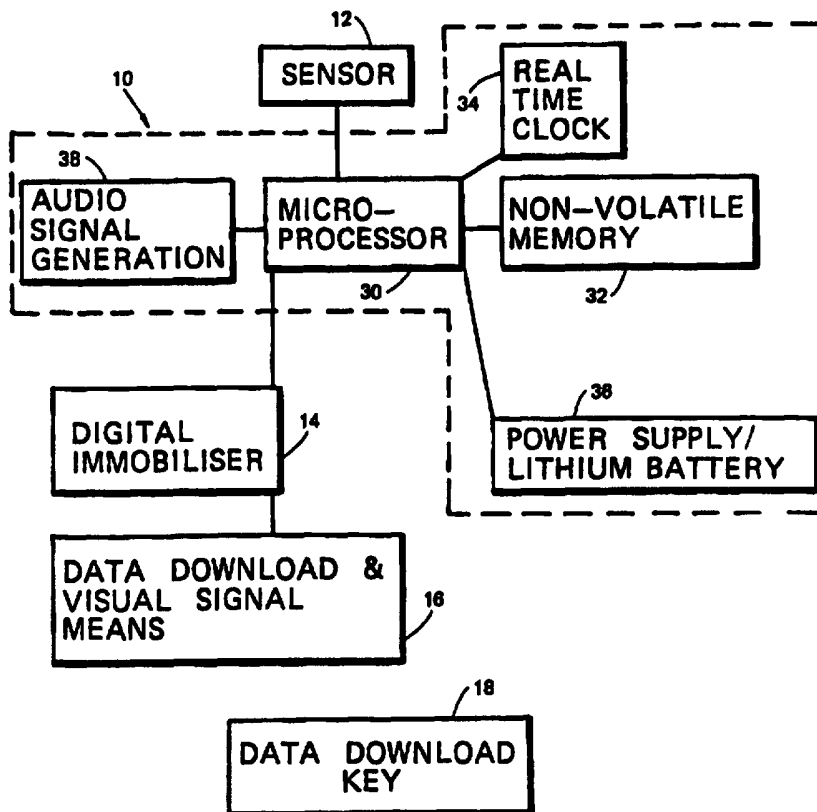 12
SENSOR
10
34
REAL
TIME
CLOCK
38
AUDIO
SIGNAL
GENERATION
MICRO-
PROCESSOR
30
NON-VOLATILE
MEMORY
32
DIGITAL
IMMOBILISER
14
36
POWER SUPPLY/
LITHIUM BATTERY
DATA DOWNLOAD &
VISUAL SIGNAL
MEANS
16
18
DATA DOWNLOAD
KEY